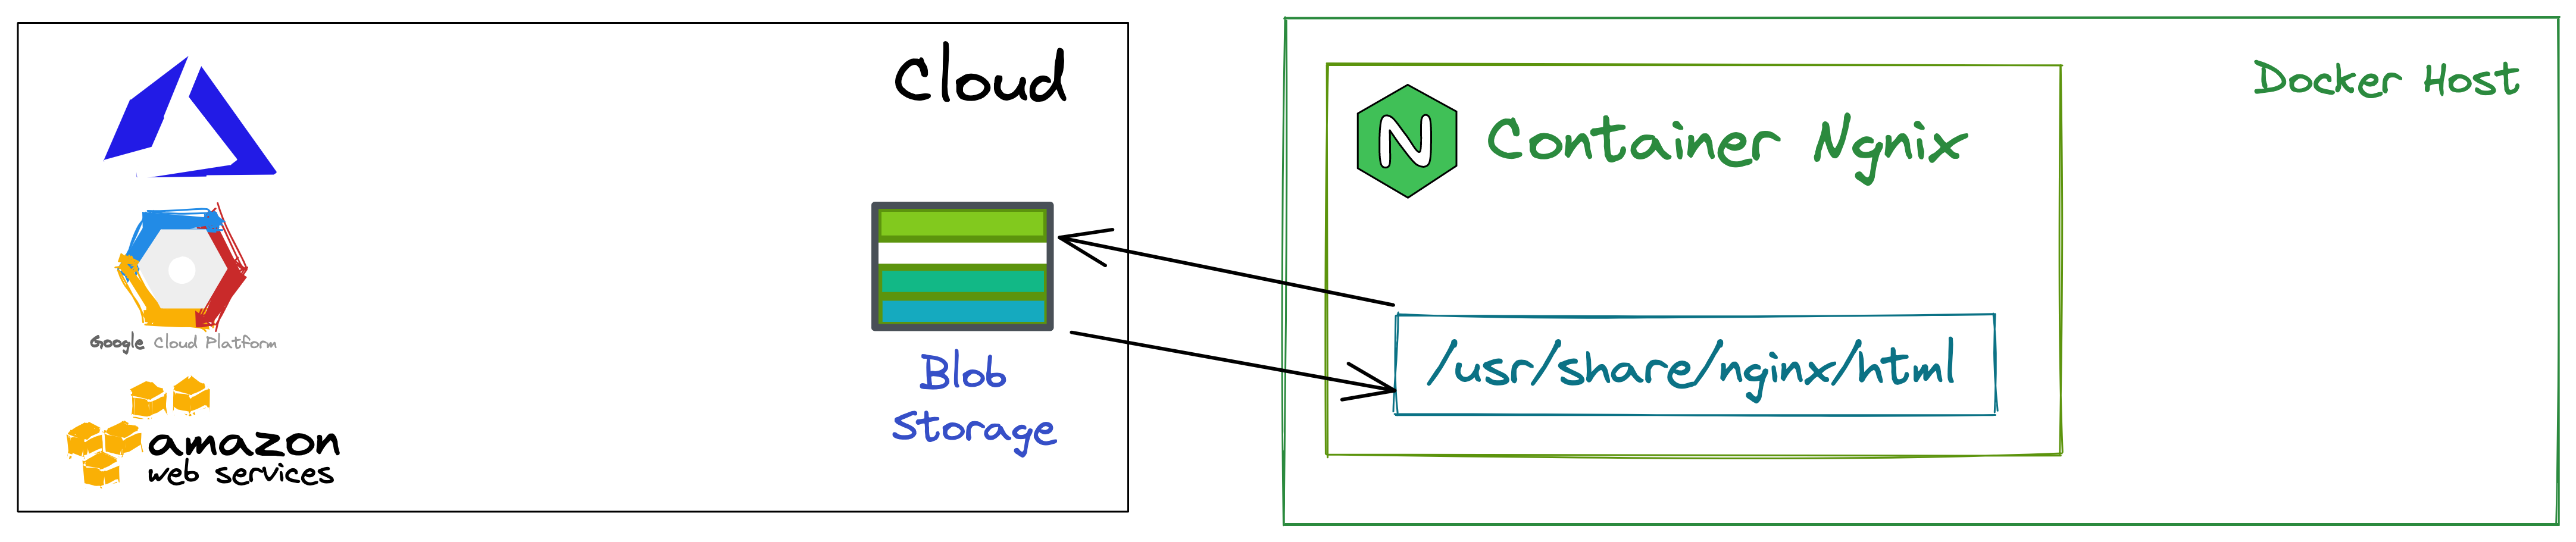 Cloud
Google Cloud Platform
amazon
web services
Blob
Storage
Docker Host
N
Container Ngnix
/usr/share/nginx/html